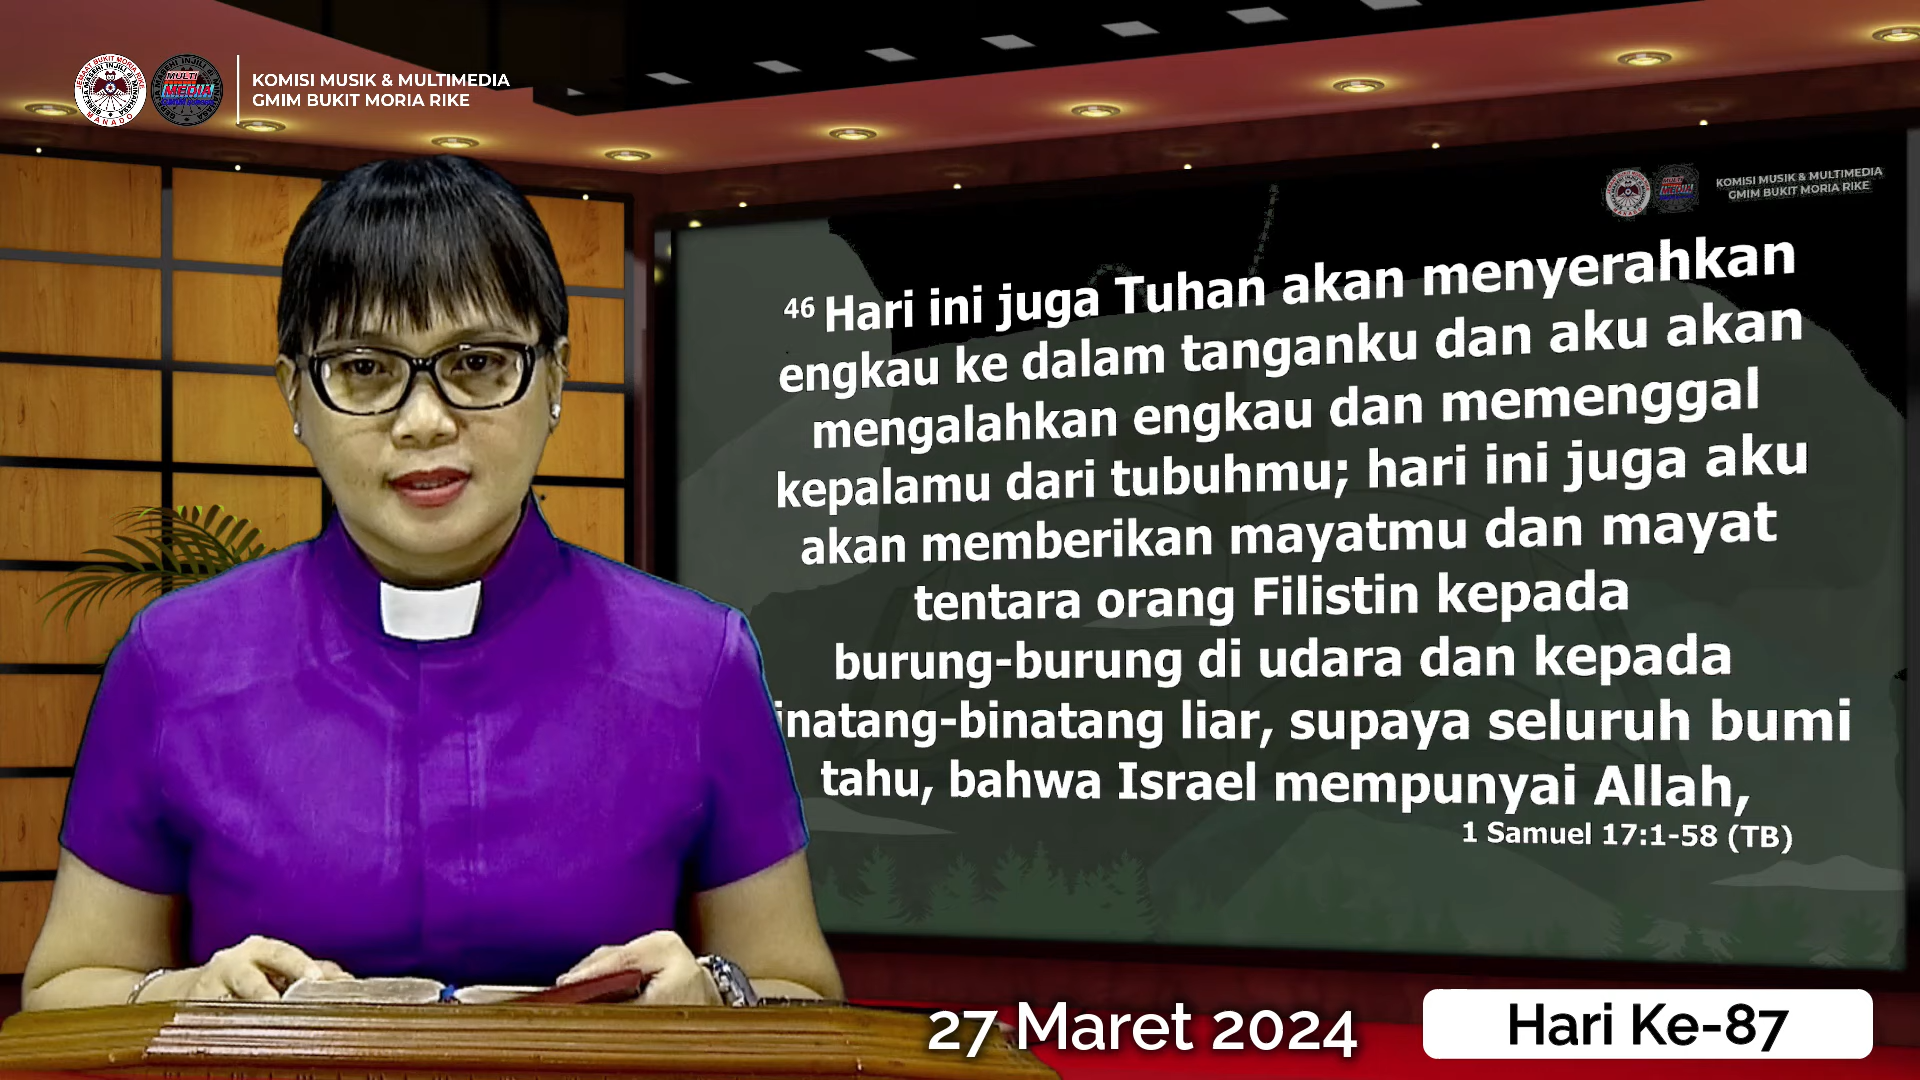 KOMISI MUSIK & MULTIMEDIA
GMIM BUKIT MORIA RIKE
KOMISI MUSIK & MULTIMEDIA
GMIM BUKIT MORIA RIKE
46 Hari ini juga Tuhan akan menyerahkan
engkau ke dalam tanganku dan aku akan
mengalahkan engkau dan memenggal
kepalamu dari tubuhmu; hari ini juga aku
akan memberikan mayatmu dan mayat
tentara orang Filistin kepada
burung-burung di udara dan kepada
inatang-binatang liar, supaya seluruh bumi
tahu, bahwa Israel mempunyai Allah,
1 Samuel 17:1-58 (TB)
27 Maret 2024
Hari Ke-87